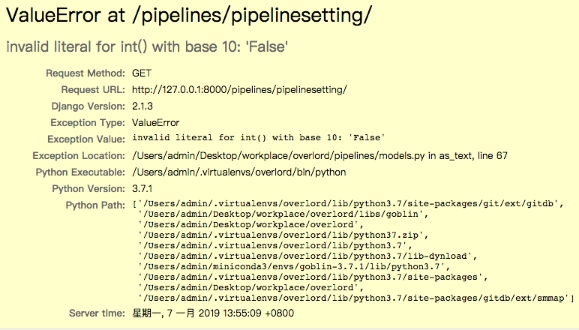 ValueError at /pipelines/pipelinesetting/
invalid literal for int() with base 10: 'False'
Request Method: GET
Request URL: http://127.0.0.1:8000/pipelines/pipelinesetting/
Django Version: 2.1.3
Exception Type: ValueError
Exception Value: invalid literal for int() with base 10: 'False'
Exception Location: /Users/admin/Desktop/workplace/overlord/pipelines/models.py in as_text, line 67
Python Executable: /Users/admin/.virtualenvs/overlord/bin/python
Python Version: 3.7.1
Python Path: ['/Users/admin/.virtualenvs/overlord/lib/python3.7/site-packages/git/ext/gitdb',
'/Users/admin/Desktop/workplace/overlord/libs/goblin',
'/Users/admin/Desktop/workplace/overlord',
'/Users/admin/.virtualenvs/overlord/lib/python37.zip',
'/Users/admin/.virtualenvs/overlord/lib/python3.7',
'/Users/admin/.virtualenvs/overlord/lib/python3.7/lib-dynload',
'/Users/admin/miniconda3/envs/goblin-3.7.1/lib/python3.7',
'/Users/admin/.virtualenvs/overlord/lib/python3.7/site-packages',
'/Users/admin/Desktop/workplace/overlord',
'/Users/admin/.virtualenvs/overlord/lib/python3.7/site-packages/gitdb/ext/smmap']
Server time: 星期一, 7 一月 2019 13:55:09 +0800